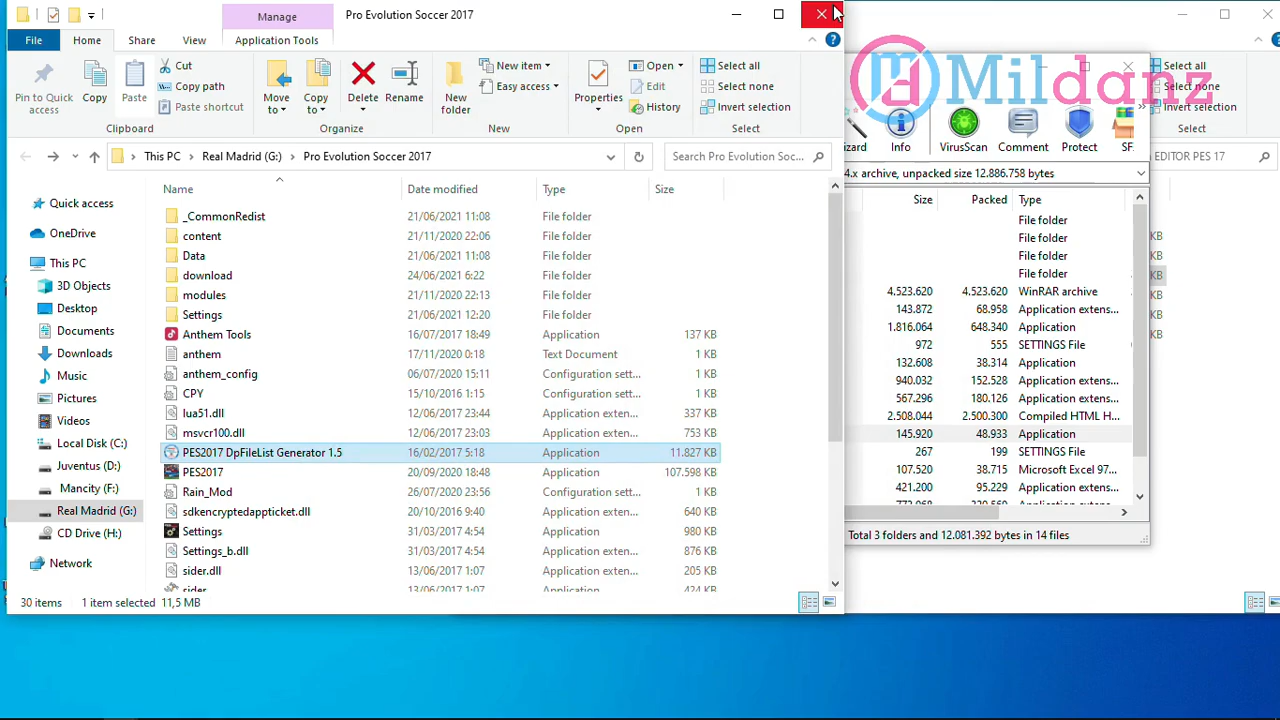 Manage
Pro Evolution Soccer 2017
File
Home
Share
View
Application Tools
Pin to Quick access
Copy
Paste
Cut
Copy path
Paste shortcut
Clipboard
Move to
Copy to
Delete
Rename
Organize
New folder
New item
Easy access
New
Properties
Open
Edit
History
Open
Select all
Select none
Invert selection
Select
This PC
Real Madrid (G:)
Pro Evolution Soccer 2017
Search Pro Evolution Soc...
Name
Date modified
Type
Size
Quick access
OneDrive
This PC
3D Objects
Desktop
Documents
Downloads
Music
Pictures
Videos
Local Disk (C:)
Juventus (D:)
Mancity (F:)
Real Madrid (G:)
CD Drive (H:)
Network
_CommonRedist 21/06/2021 11:08 File folder
content 21/11/2020 22:06 File folder
Data 21/06/2021 11:08 File folder
download 24/06/2021 6:22 File folder
modules 21/11/2020 22:13 File folder
Settings 21/06/2021 12:20 File folder
Anthem Tools 16/07/2017 18:49 Application 137 KB
anthem 17/11/2020 0:18 Text Document 1 KB
anthem_config 06/07/2020 15:11 Configuration sett... 1 KB
CPY 15/10/2016 1:15 Configuration sett... 1 KB
lua51.dll 12/06/2017 23:44 Application exten... 337 KB
msvcr100.dll 12/06/2017 23:03 Application exten... 753 KB
PES2017 DpFileList Generator 1.5 16/02/2017 5:18 Application 11.827 KB
PES2017 20/09/2020 18:48 Application 107.598 KB
Rain_Mod 26/07/2020 23:56 Configuration sett... 1 KB
sdkencryptedappticket.dll 20/10/2016 9:40 Application exten... 640 KB
Settings 31/03/2017 4:54 Application 980 KB
Settings_b.dll 31/03/2017 4:54 Application exten... 876 KB
sider.dll 13/06/2017 1:07 Application exten... 205 KB
sider 13/06/2017 1:07 Application 424 KB
30 items 1 item selected 11,5 MB
Mildanz
Select all
Select none
Invert selection
Select
izard
Info
VirusScan
Comment
Protect
SF
EDITOR PES 17
4.x archive, unpacked size 12.886.758 bytes
Size Packed Type
File folder
File folder
File folder
File folder
4.523.620 4.523.620 WinRAR archive
143.872 68.958 Application extens...
1.816.064 648.340 Application
972 555 SETTINGS File
132.608 38.314 Application
940.032 152.528 Application extens...
567.296 180.126 Application extens...
2.508.044 2.500.300 Compiled HTML H...
145.920 48.933 Application
267 199 SETTINGS File
107.520 38.715 Microsoft Excel 97...
421.200 95.229 Application extens...
KB
KB
KB
KB
KB
KB
Total 3 folders and 12.081.392 bytes in 14 files